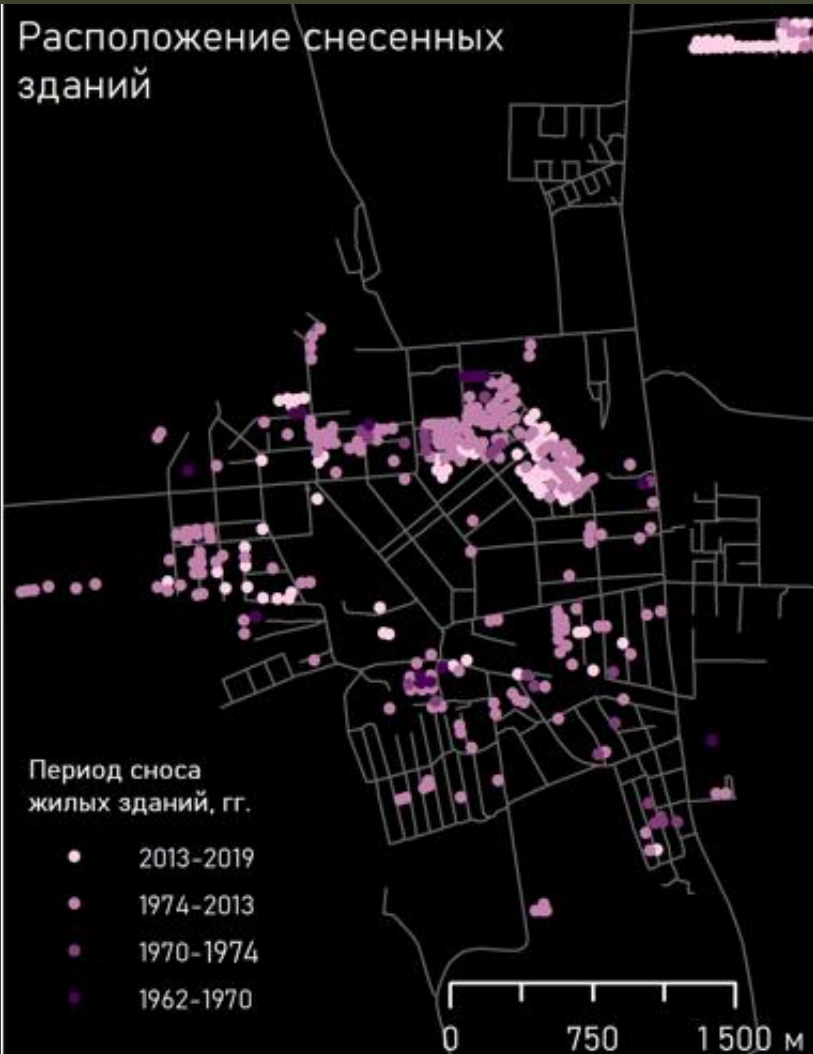 Расположение снесенных
зданий
Период сноса
жилых зданий, гг.
2013-2019
1974-2013
1970-1974
1962-1970
0 750 1 500 м